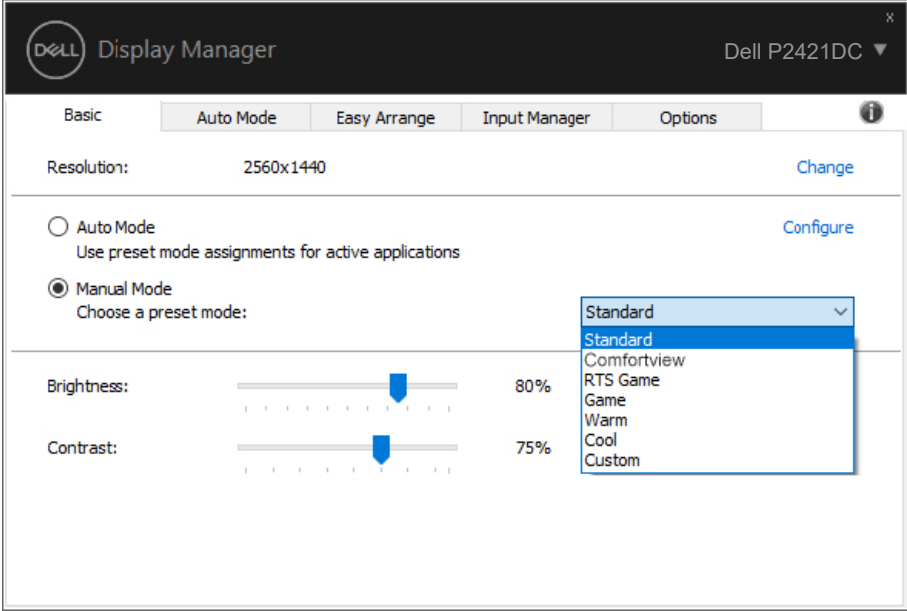 x
DELL Display Manager
Dell P2421DC ▼
Basic Auto Mode Easy Arrange Input Manager Options
Resolution: 2560x1440 Change
Auto Mode Configure
Use preset mode assignments for active applications
Manual Mode
Choose a preset mode: Standard
Standard
Comfortview
RTS Game
Game
Warm
Cool
Custom
Brightness: 80%
Contrast: 75%